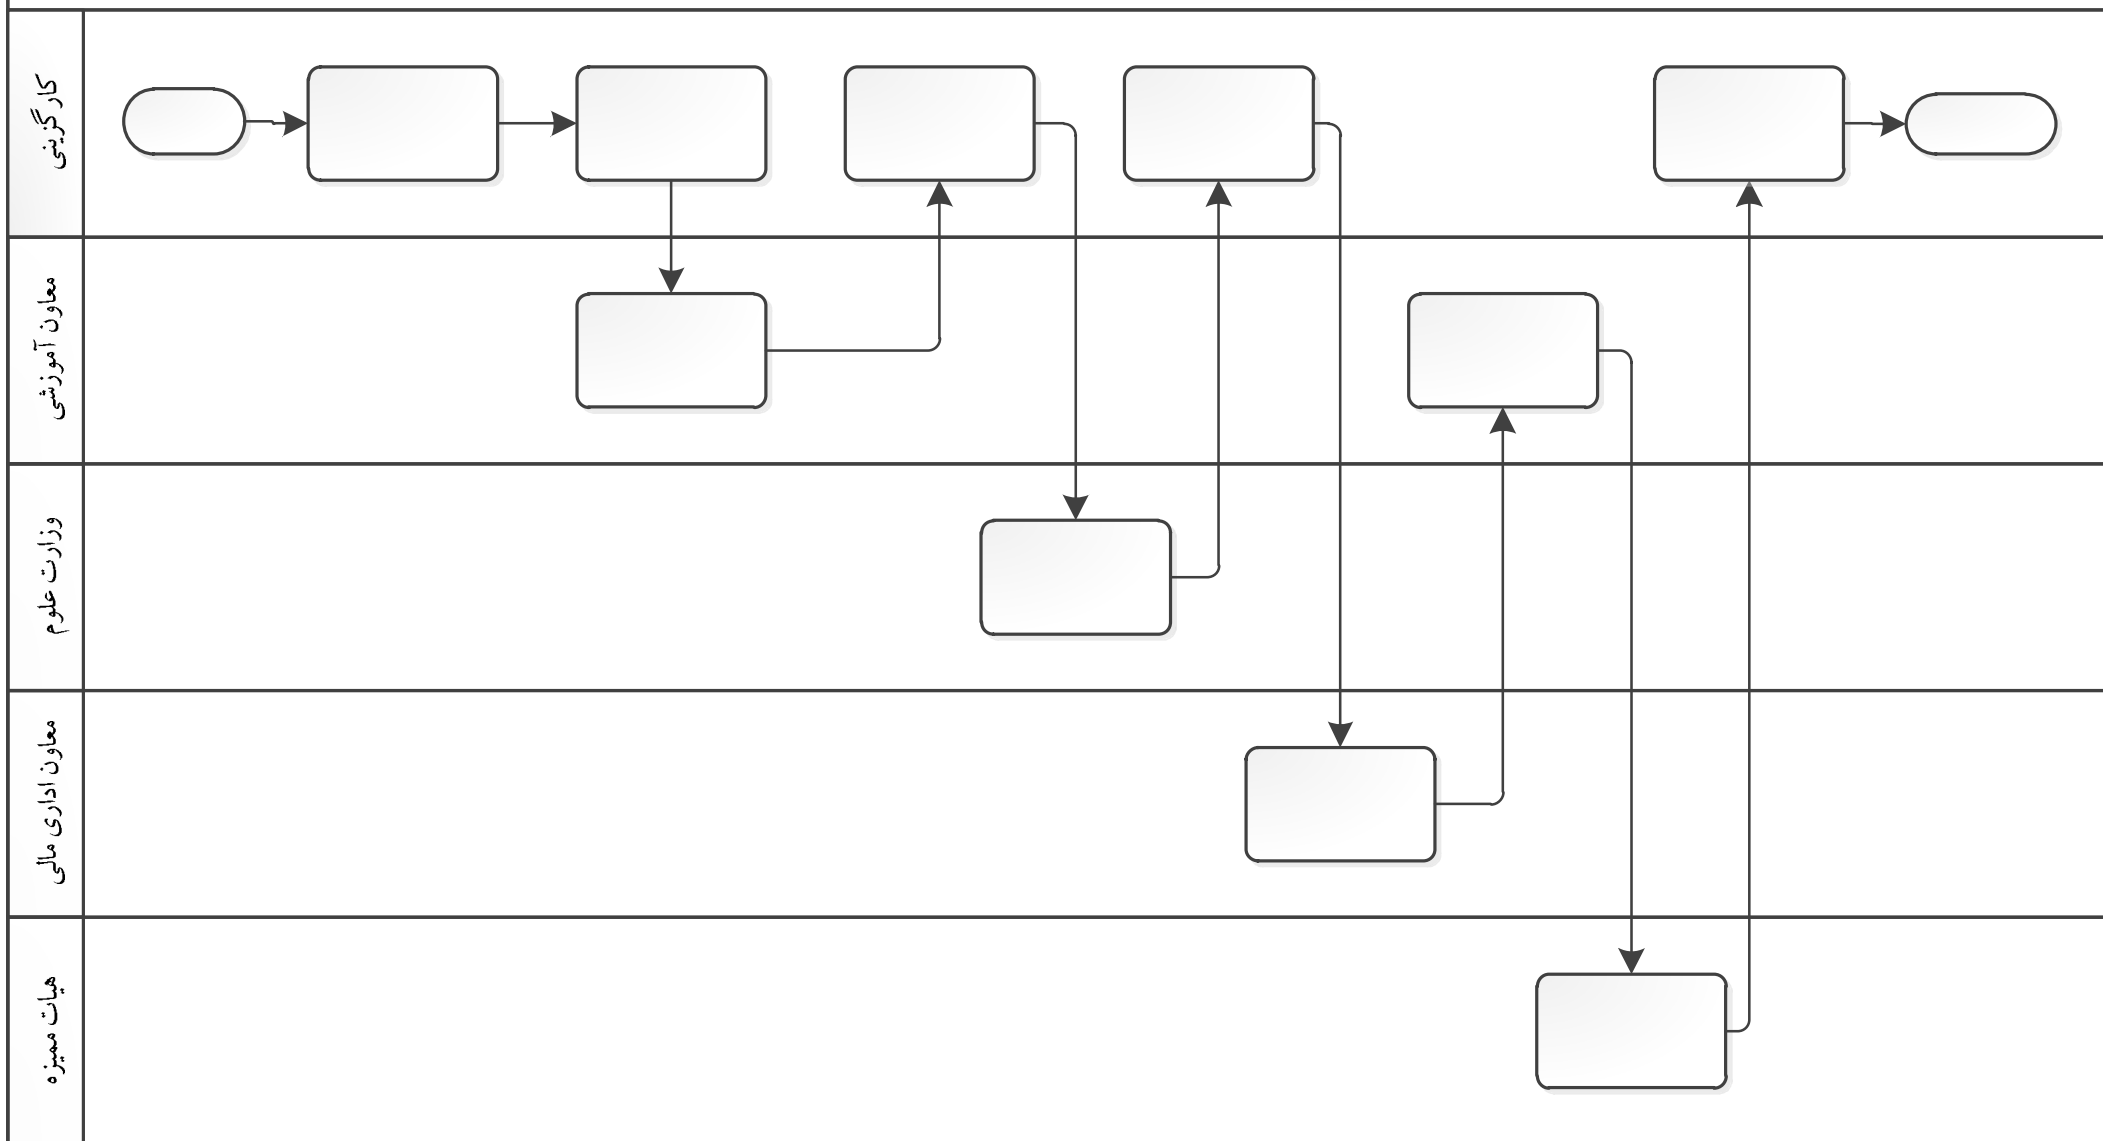 کارگزینی
معاون آموزشی
وزارت علوم
معاون اداری مالی
هیات ممیزه